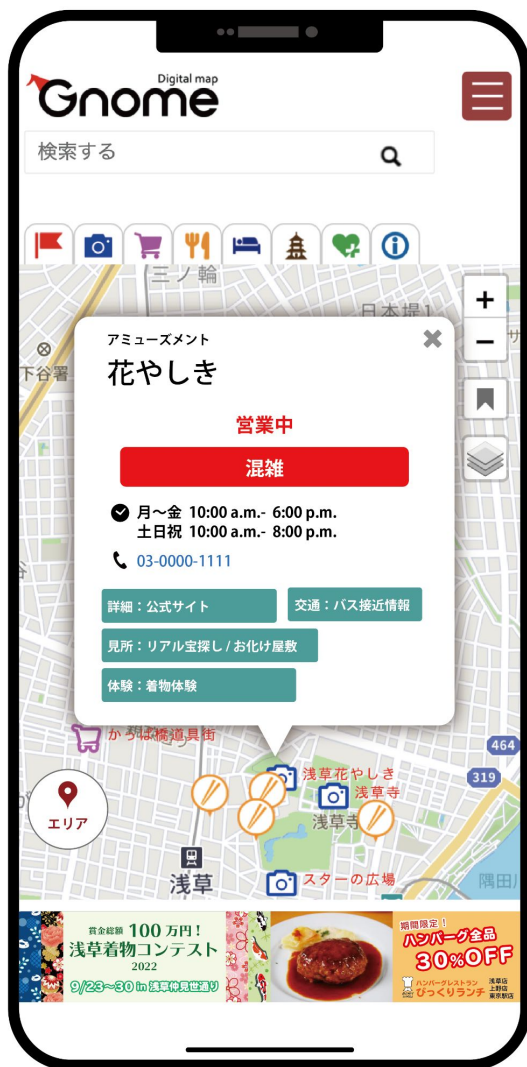 Digital map
Gnome
検索する
三ノ輪
日本堤1
下谷署
アミューズメント
花やしき
営業中
混雑
月～金 10:00 a.m.- 6:00 p.m.
土日祝 10:00 a.m.- 8:00 p.m.
03-0000-1111
詳細：公式サイト
交通：バス接近情報
見所：リアル宝探し / お化け屋敷
体験：着物体験
かっぱ橋道具街
464
319
浅草花やしき
浅草寺
浅草寺
エリア
浅草
スターの広場
隅田川
賞金総額 100 万円！
浅草着物コンテスト
2022
9/23～30 in 浅草仲見世通り
期間限定！
ハンバーグ全品
30%OFF
ハンバーグレストラン
びっくりランチ
浅草店
上野店
東京駅店